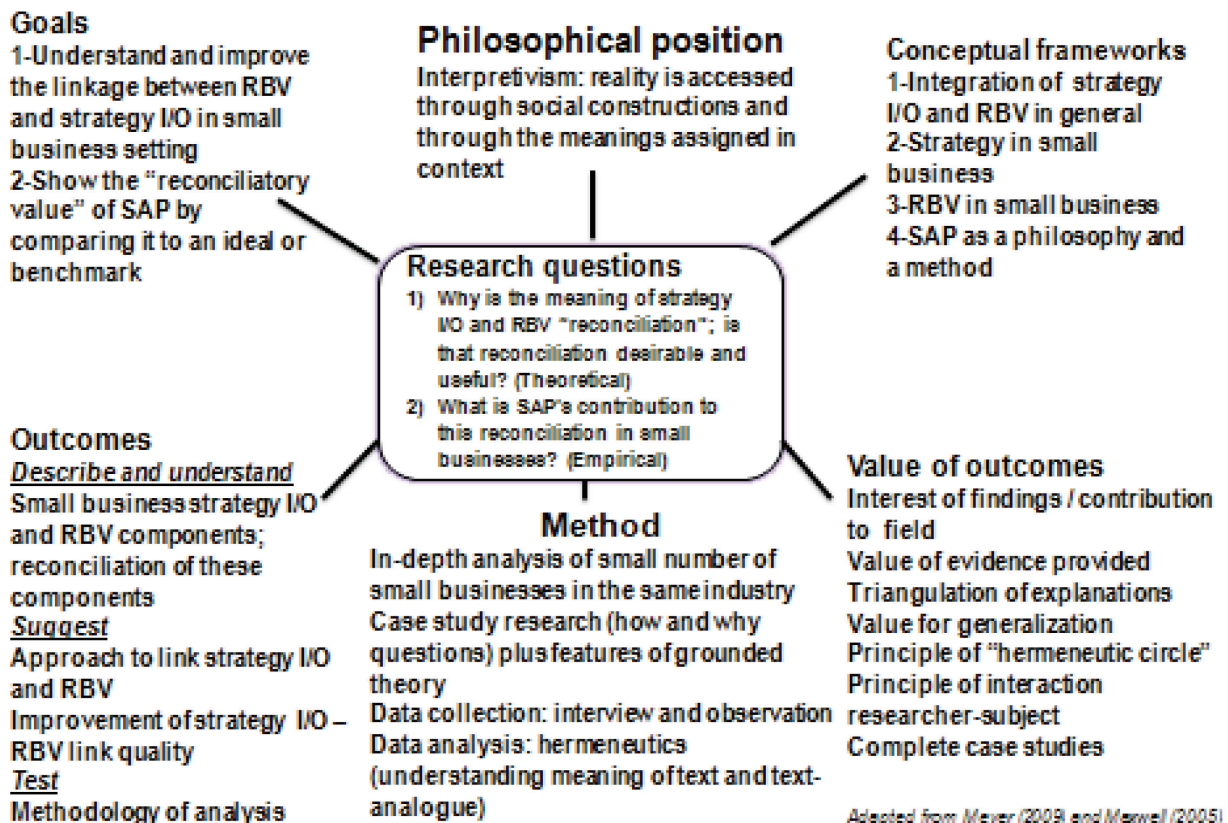 Goals
1-Understand and improve
the linkage between RBV
and strategy I/O in small
business setting
2-Show the “reconciliatory
value” of SAP by
comparing it to an ideal or
benchmark
Philosophical position
Interpretivism: reality is accessed
through social constructions and
through the meanings assigned in
context
Conceptual frameworks
1-Integration of strategy
I/O and RBV in general
2-Strategy in small
business
3-RBV in small business
4-SAP as a philosophy and
a method
Research questions
1) Why is the meaning of strategy
I/O and RBV “reconciliation”; is
that reconciliation desirable and
useful? (Theoretical)
2) What is SAP's contribution to
this reconciliation in small
businesses? (Empirical)
Outcomes
Describe and understand
Small business strategy I/O
and RBV components;
reconciliation of these
components
Suggest
Approach to link strategy I/O
and RBV
Improvement of strategy I/O –
RBV link quality
Test
Methodology of analysis
Method
In-depth analysis of small number of
small businesses in the same industry
Case study research (how and why
questions) plus features of grounded
theory
Data collection: interview and observation
Data analysis: hermeneutics
(understanding meaning of text and text-
analogue)
Value of outcomes
Interest of findings / contribution
to field
Value of evidence provided
Triangulation of explanations
Value for generalization
Principle of “hermeneutic circle”
Principle of interaction
researcher-subject
Complete case studies
Adapted from Meyer (2009) and Maxwell (2005)